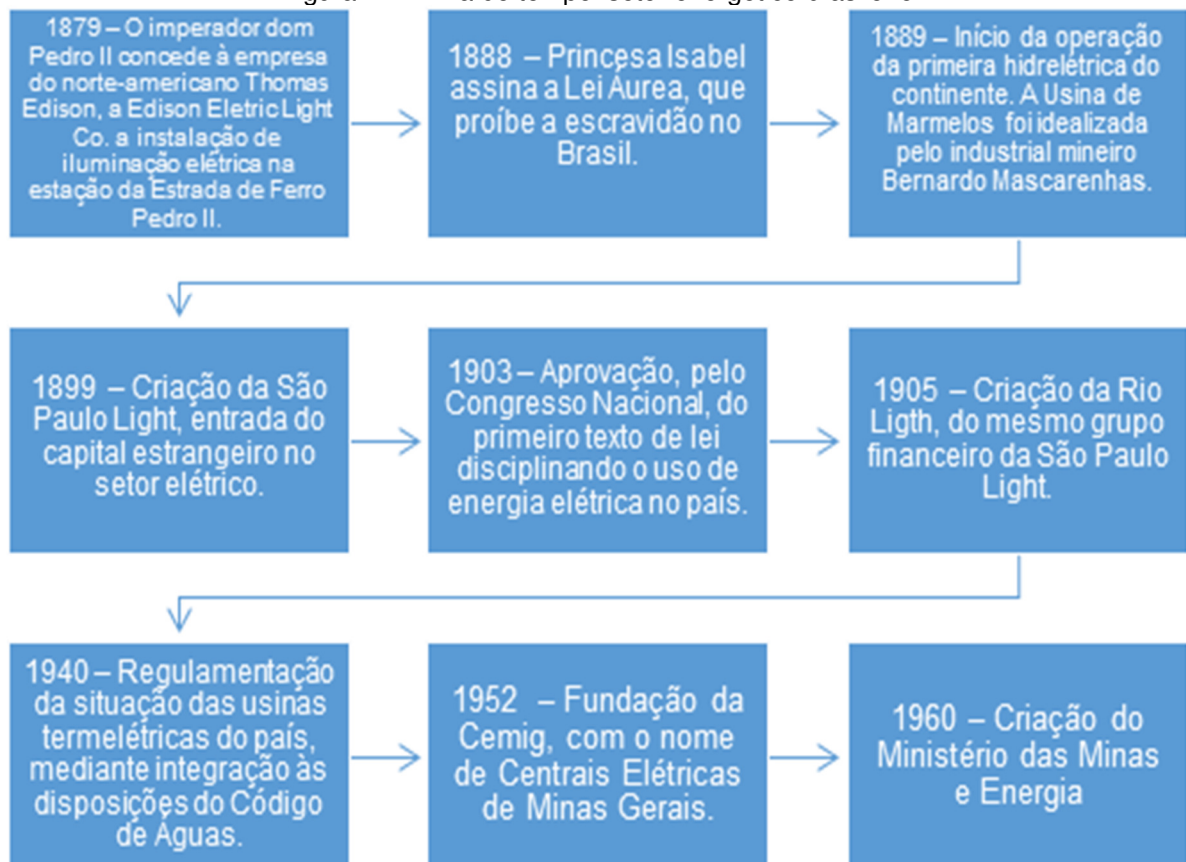 1879 – O imperador dom
Pedro II concede à empresa
do norte-americano Thomas
Edison, a Edison Eletric Light
Co. a instalação de
iluminação elétrica na
estação da Estrada de Ferro
Pedro II.
1888 – Princesa Isabel
assina a Lei Áurea, que
proíbe a escravidão no
Brasil.
1889 – Início da operação
da primeira hidrelétrica do
continente. A Usina de
Marmelos foi idealizada
pelo industrial mineiro
Bernardo Mascarenhas.
1899 – Criação da São
Paulo Light, entrada do
capital estrangeiro no
setor elétrico.
1903 – Aprovação, pelo
Congresso Nacional, do
primeiro texto de lei
disciplinando o uso de
energia elétrica no país.
1905 – Criação da Rio
Ligth, do mesmo grupo
financeiro da São Paulo
Light.
1940 – Regulamentação
da situação das usinas
termelétricas do país,
mediante integração às
disposições do Código
de Águas.
1952 – Fundação da
Cemig, com o nome
de Centrais Elétricas
de Minas Gerais.
1960 – Criação do
Ministério das Minas
e Energia